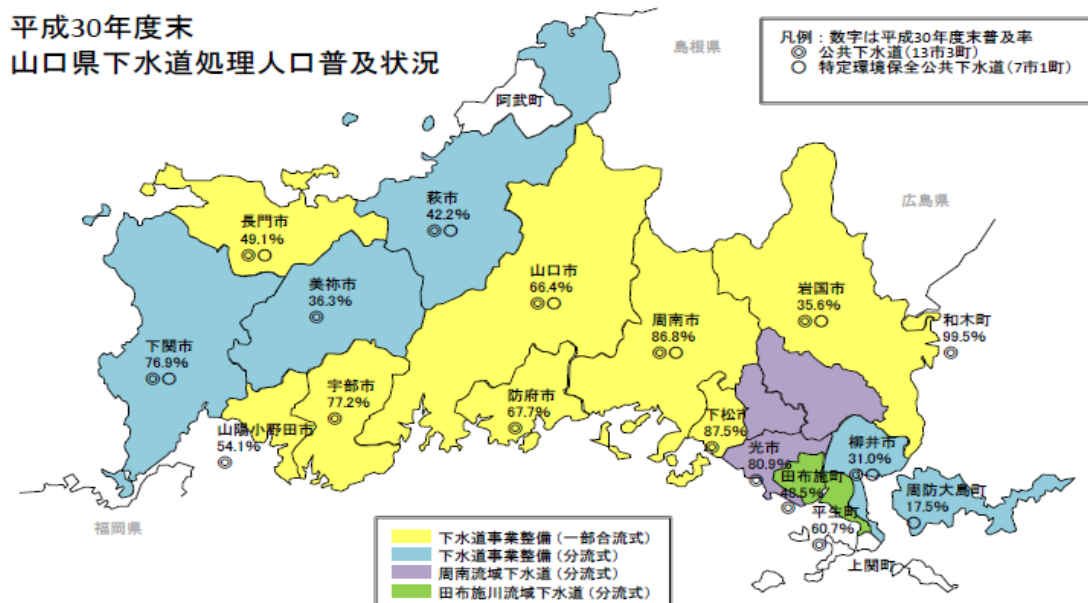 平成30年度末
山口県下水道処理人口普及状況
島根県
凡例：数字は平成30年度末普及率
◎ 公共下水道(13市3町)
○ 特定環境保全公共下水道(7市1町)
阿武町
萩市
42.2%
◎○
広島県
長門市
49.1%
◎○
山口市
66.4%
◎○
美祢市
36.3%
◎
岩国市
35.6%
◎○
和木町
99.5%
◎
周南市
86.8%
◎○
下関市
76.9%
◎○
宇部市
77.2%
◎
防府市
67.7%
◎
下松市
87.5%
◎
山陽小野田市
54.1%
◎
光市
80.9%
◎
柳井市
31.0%
◎○
田布施町
48.5%
◎
周防大島町
17.5%
○
平生町
60.7%
◎
上関町
福岡県
下水道事業整備（一部合流式）
下水道事業整備（分流式）
周南流域下水道（分流式）
田布施川流域下水道（分流式）